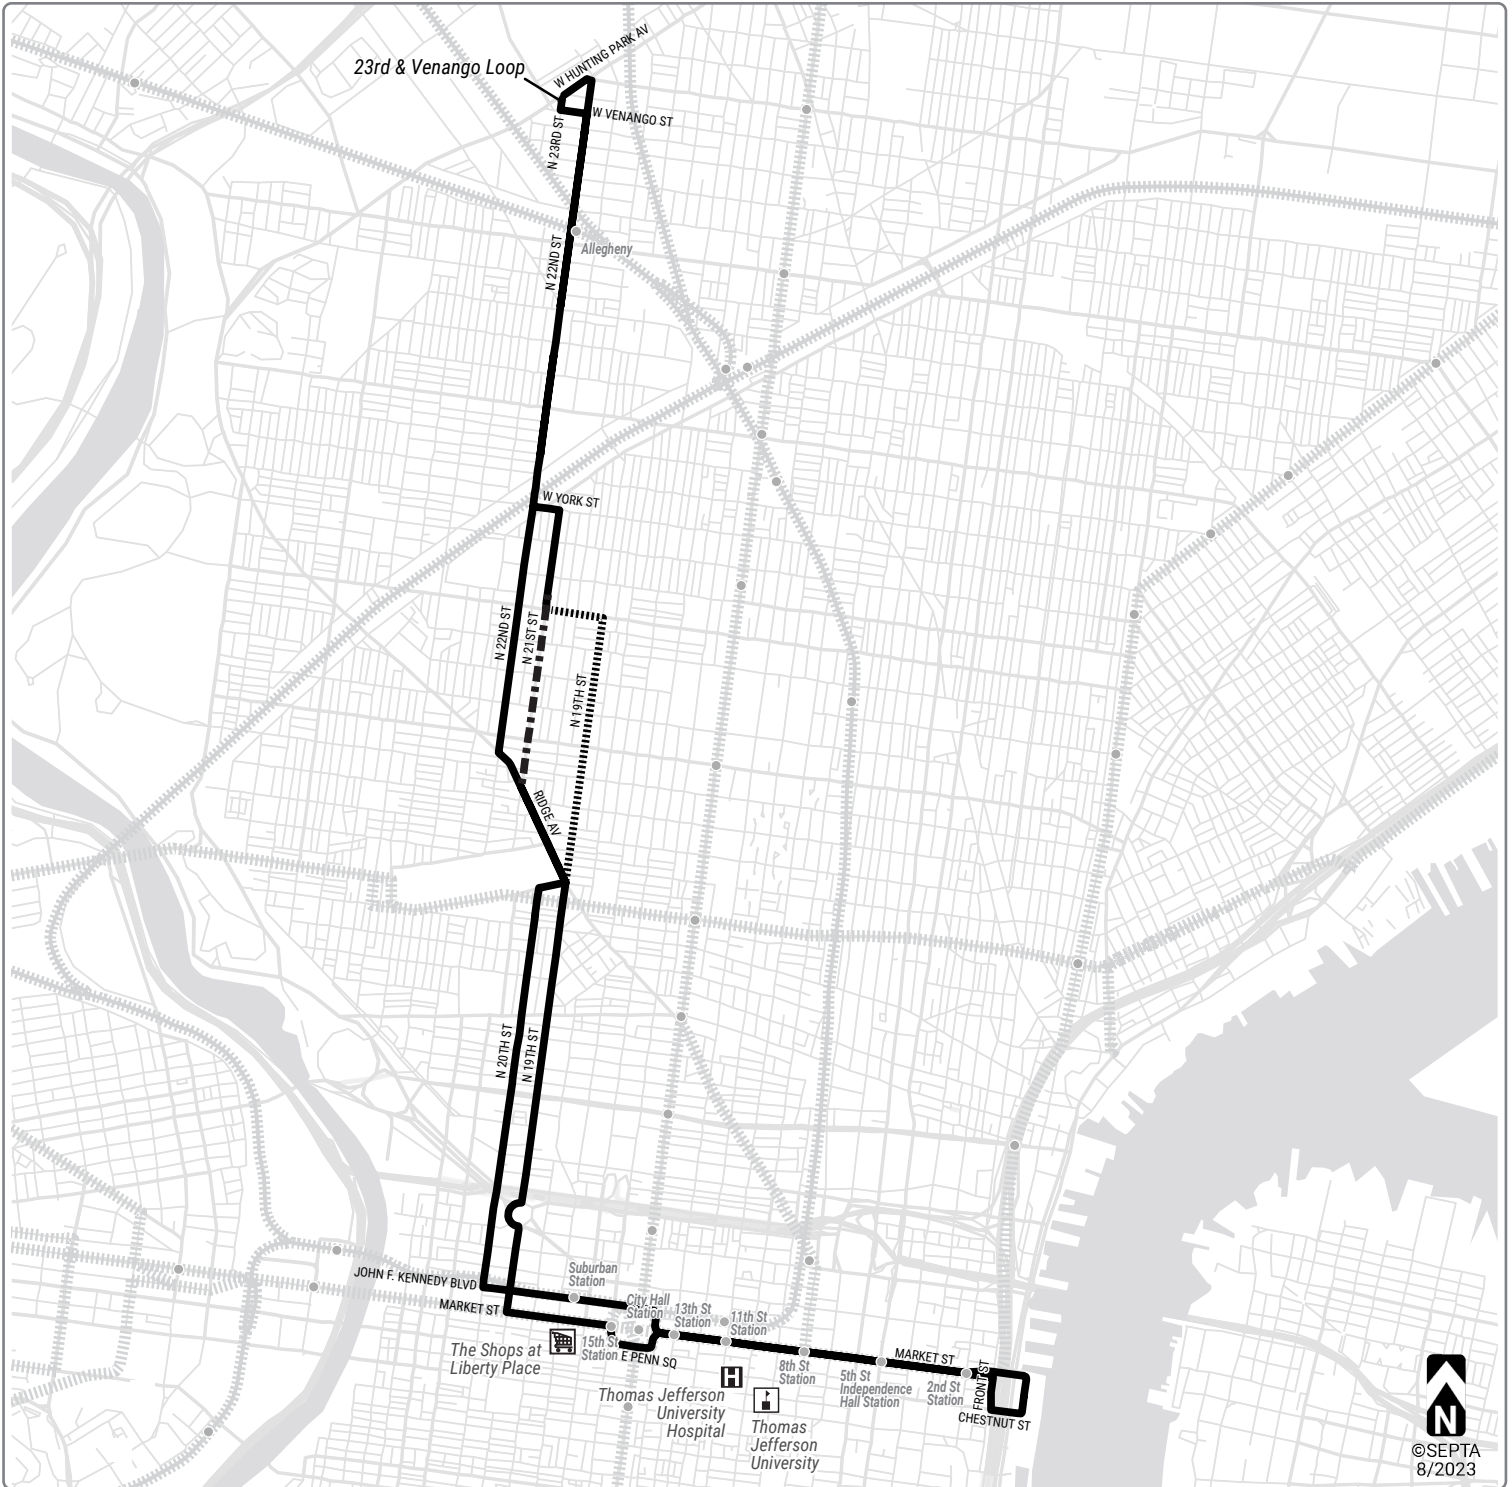 W HUNTING PARK AV
23rd & Venango Loop
W VENANGO ST
N 23RD ST
N 22ND ST
Allegheny
W YORK ST
N 22ND ST
N 21ST ST
N 19TH ST
RIDGE AV
N 20TH ST
N 19TH ST
JOHN F. KENNEDY BLVD
Suburban
Station
MARKET ST
City Hall
Station
13th St
Station
11th St
Station
The Shops at
Liberty Place
15th St
Station
E PENN SQ
8th St
Station
MARKET ST
5th St
Independence
Hall Station
2nd St
Station
FRONT ST
CHESTNUT ST
H
Thomas Jefferson
University
Hospital
Thomas
Jefferson
University
N
©SEPTA
8/2023